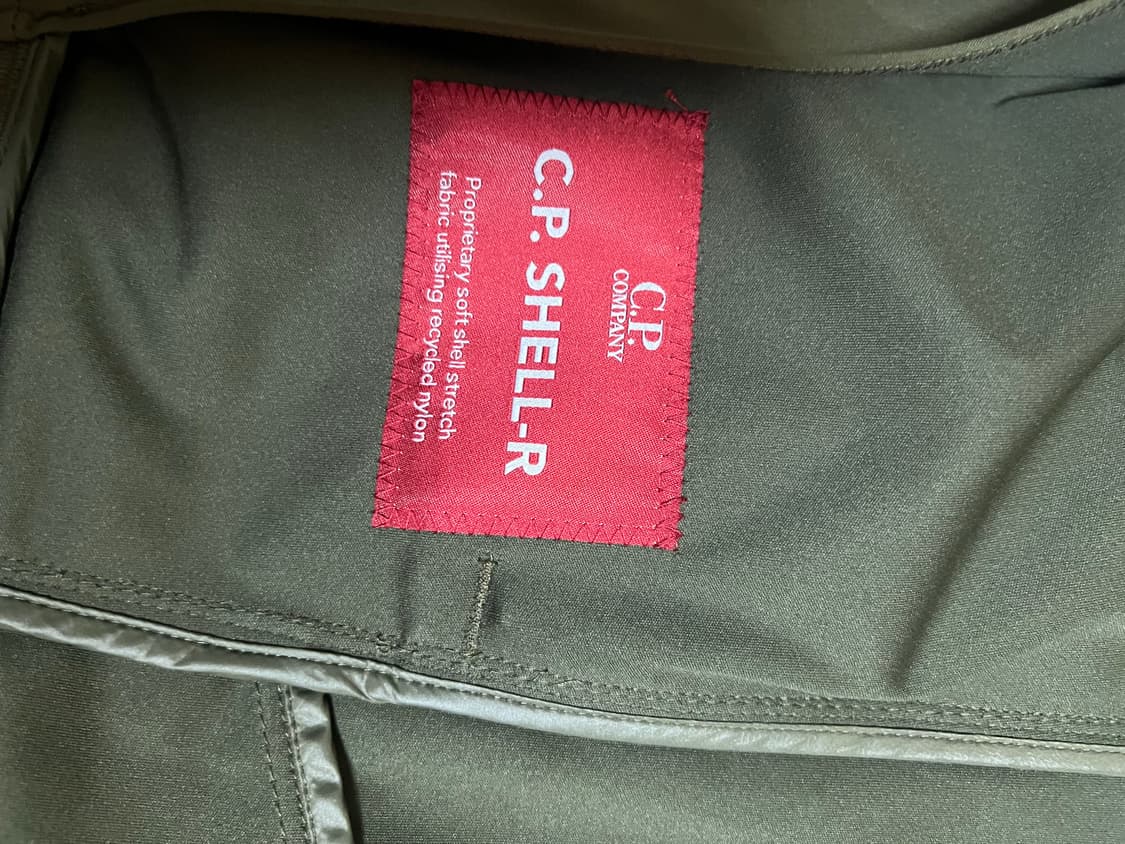 C.P.
COMPANY
C.P. SHELL-R
Proprietary soft shell stretch
fabric utilising recycled nylon